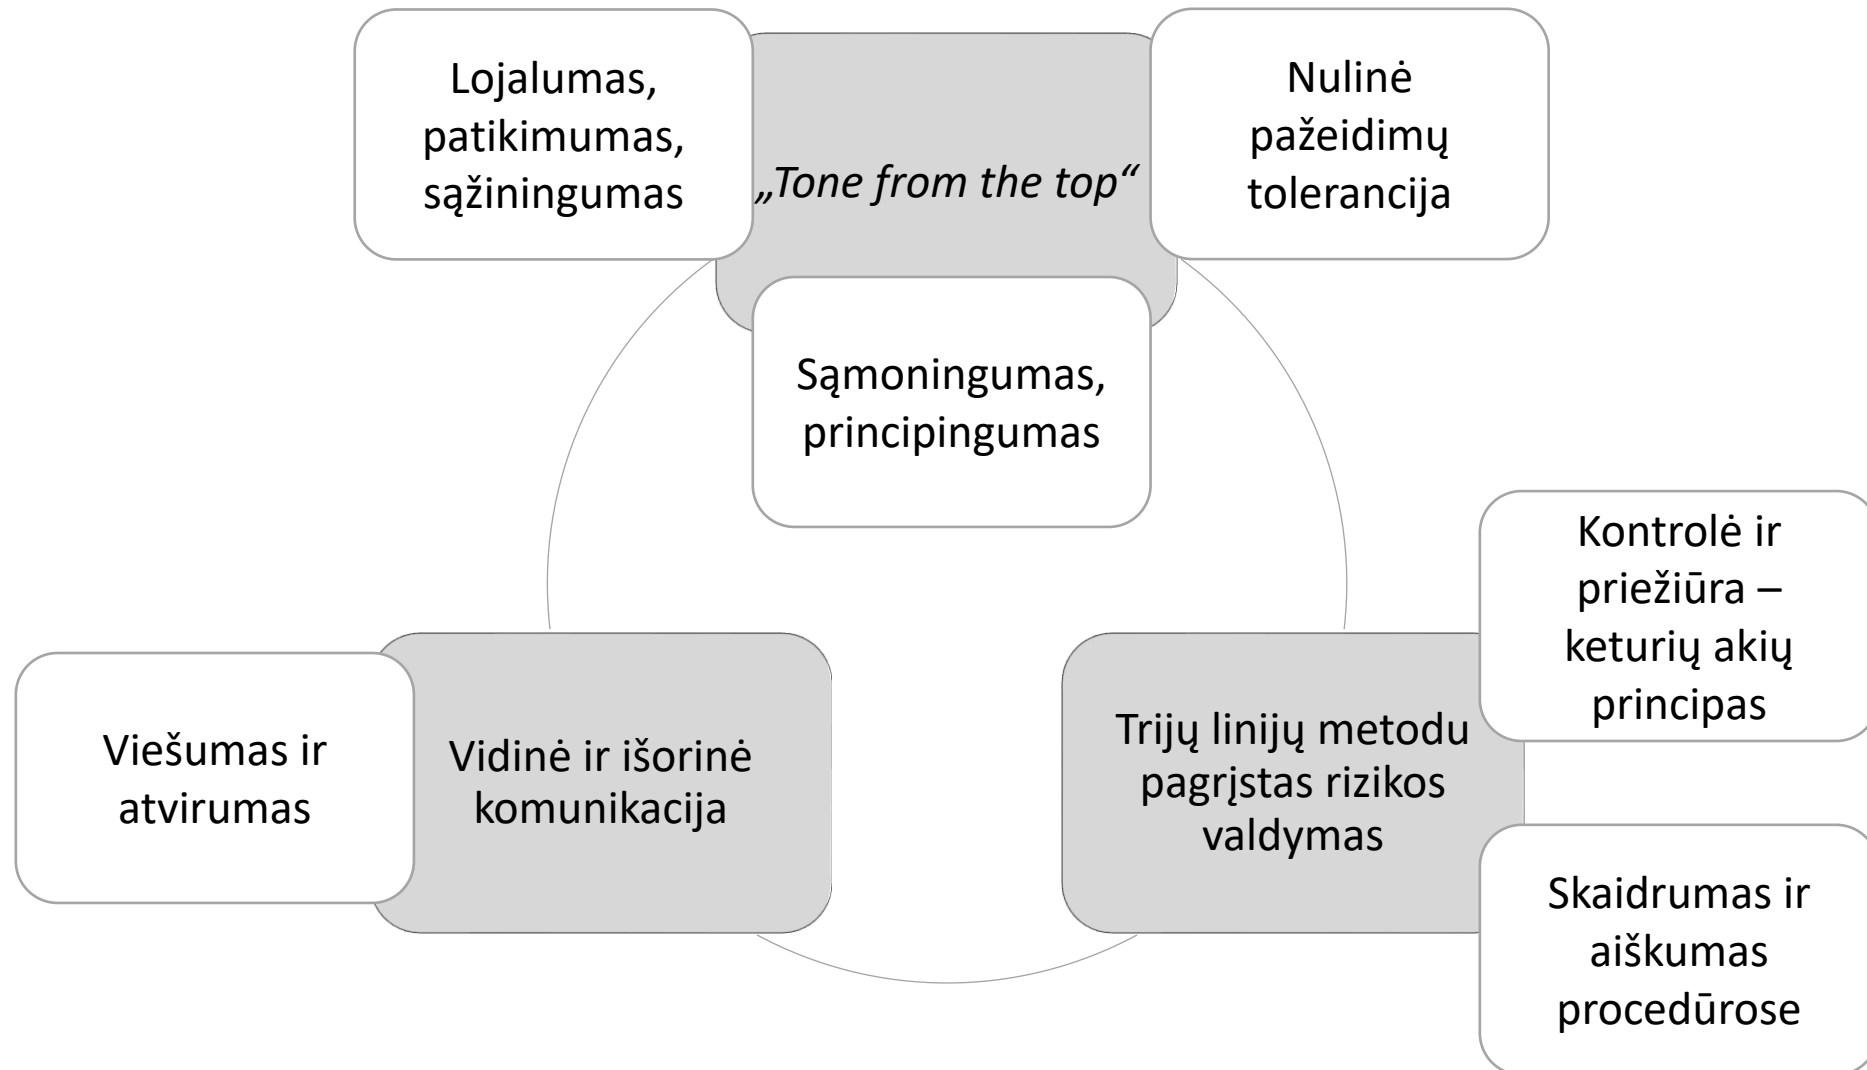 Lojalumas,
patikimumas,
sąžiningumas
„Tone from the top“
Nulinė
pažeidimų
tolerancija
Sąmoningumas,
principingumas
Kontrolė ir
priežiūra –
keturių akių
principas
Viešumas ir
atvirumas
Vidinė ir išorinė
komunikacija
Trijų linijų metodu
pagrįstas rizikos
valdymas
Skaidrumas ir
aiškumas
procedūrose